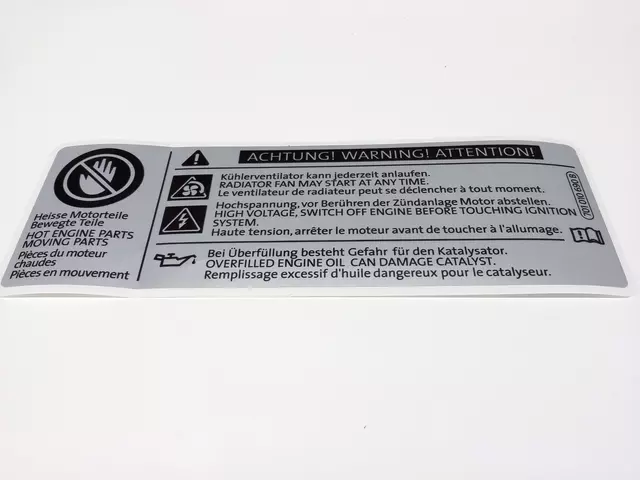 Heisse Motorteile
Bewegte Teile
HOT ENGINE PARTS
MOVING PARTS
Pièces du moteur
chaudes
Pièces en mouvement
ACHTUNG! WARNING! ATTENTION!
Kühlerventilator kann jederzeit anlaufen.
RADIATOR FAN MAY START AT ANY TIME.
Le ventilateur de radiateur peut se déclencher à tout moment.
Hochspannung, vor Berühren der Zündanlage Motor abstellen.
HIGH VOLTAGE, SWITCH OFF ENGINE BEFORE TOUCHING IGNITION
SYSTEM.
Haute tension, arrêter le moteur avant de toucher à l'allumage.
Bei Überfüllung besteht Gefahr für den Katalysator.
OVERFILLED ENGINE OIL CAN DAMAGE CATALYST.
Remplissage excessif d'huile dangereux pour le catalyseur.
701 010 690 B